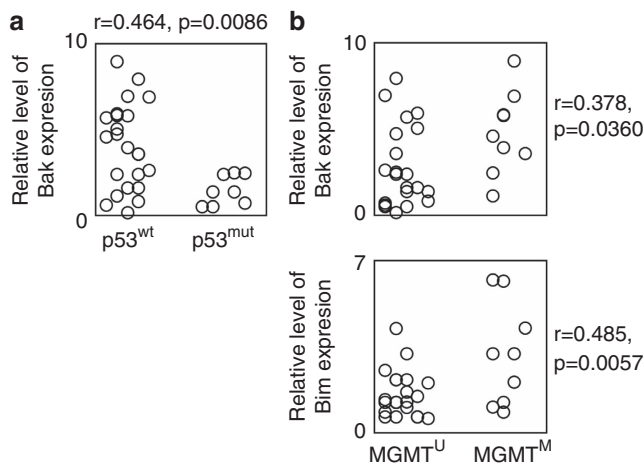 a
r=0.464, p=0.0086
Relative level of
Bak expresion
10
0
p53wt
p53mut
b
Relative level of
Bak expresion
10
0
r=0.378,
p=0.0360
Relative level of
Bim expresion
7
0
r=0.485,
p=0.0057
MGMTU
MGMTM